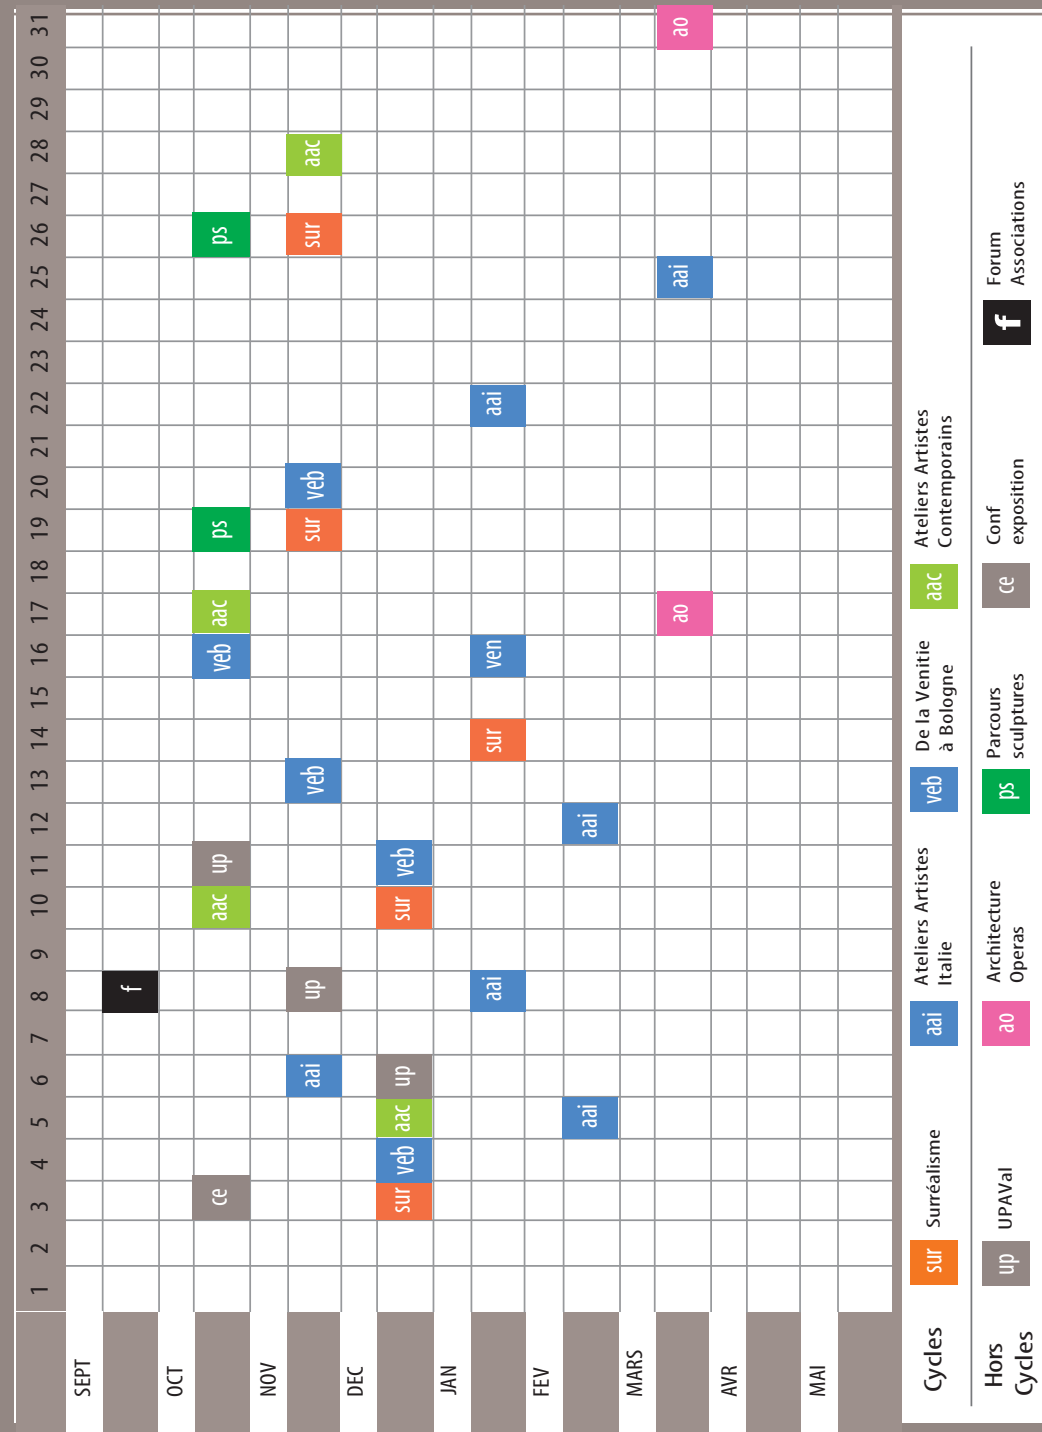 1 2 3 4 5 6 7 8 9 10 11 12 13 14 15 16 17 18 19 20 21 22 23 24 25 26 27 28 29 30 31
SEPT
f
OCT
ce aac up veb aac ps ps
NOV
aai up veb sur veb sur aac
DEC
sur veb aac up sur veb
JAN
aai sur ven aai
FEV
aai aai
MARS
ao aai ao
AVR
MAI
Cycles
sur Surréalisme
aai Ateliers Artistes
Italie
veb De la Venitie
à Bologne
aac Ateliers Artistes
Contemporains
Hors
Cycles
up UPAVal
ao Architecture
Operas
ps Parcours
sculptures
ce Conf
exposition
f Forum
Associations